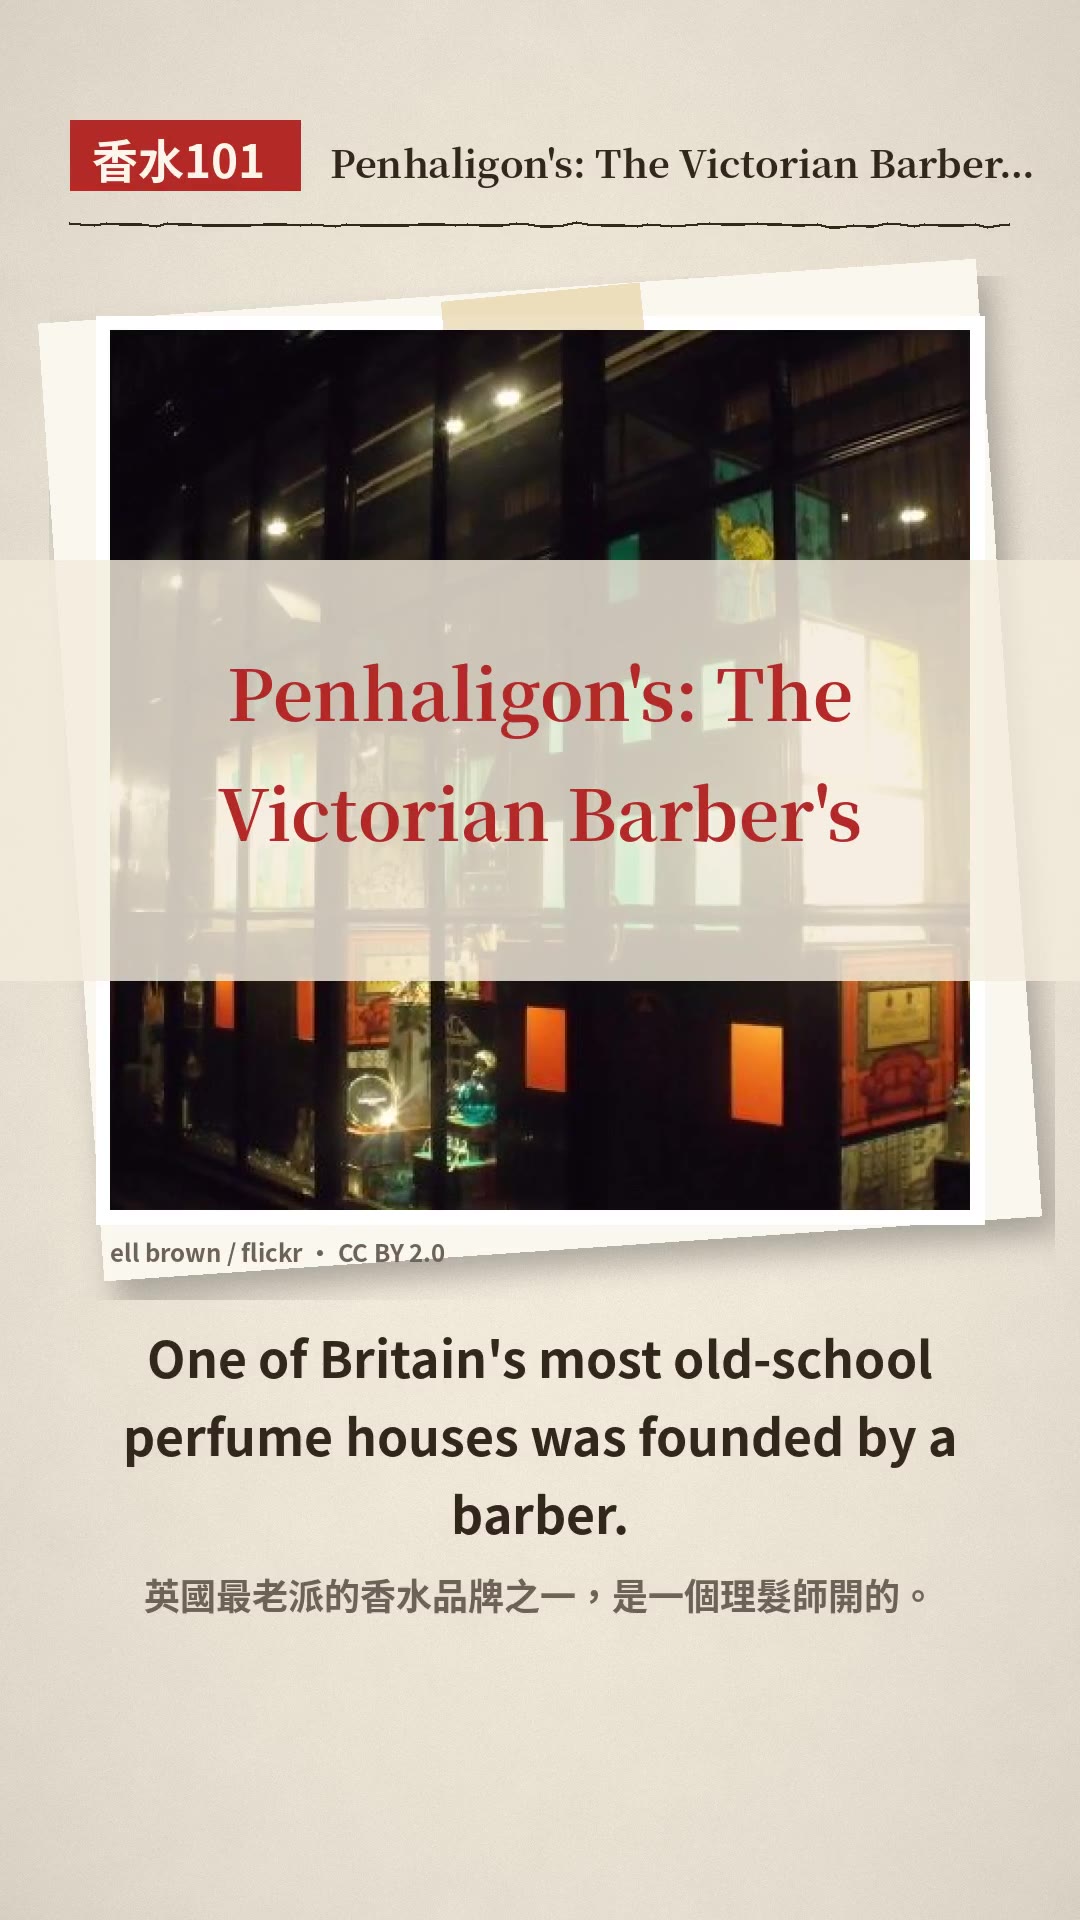 香水101
Penhaligon's: The Victorian Barber...
Penhaligon's: The
Victorian Barber's
ell brown / flickr • CC BY 2.0
One of Britain's most old-school
perfume houses was founded by a
barber.
英國最老派的香水品牌之一，是一個理髮師開的。